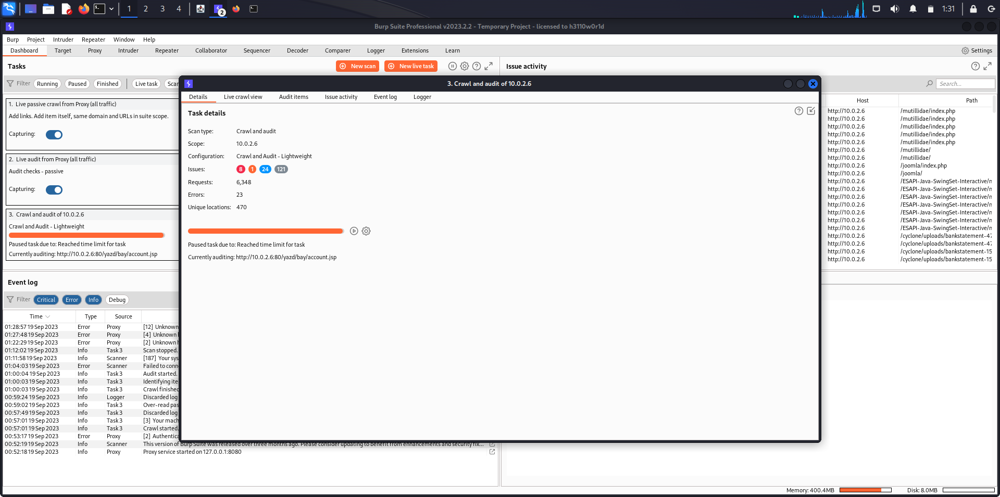 1 2 3 4
2
1:31
Burp Suite Professional v2023.2.2 - Temporary Project - licensed to h3110w0r1d
Burp Project Intruder Repeater Window Help
Dashboard Target Proxy Intruder Repeater Collaborator Sequencer Decoder Comparer Logger Extensions Learn Settings
Tasks
New scan New live task
Filter Running Paused Finished Live task Scan
1. Live passive crawl from Proxy (all traffic)
Add links. Add item itself, same domain and URLs in suite scope.
Capturing:
2. Live audit from Proxy (all traffic)
Audit checks - passive
Capturing:
3. Crawl and audit of 10.0.2.6
Crawl and Audit - Lightweight
Paused task due to: Reached time limit for task
Currently auditing: http://10.0.2.6:80/yazd/bay/account.jsp
Event log
Filter Critical Error Info Debug
Time Type Source
01:28:57 19 Sep 2023 Error Proxy [12] Unknown
01:27:48 19 Sep 2023 Error Proxy [4] Unknown
01:22:29 19 Sep 2023 Error Proxy [2] Unknown
01:12:02 19 Sep 2023 Info Task 3 Scan stopped.
01:11:58 19 Sep 2023 Info Scanner [187] Your sys
01:04:03 19 Sep 2023 Error Scanner Failed to conn
01:00:04 19 Sep 2023 Info Task 3 Audit started.
01:00:03 19 Sep 2023 Info Task 3 Identifying ite
01:00:03 19 Sep 2023 Info Task 3 Crawl finished
00:59:24 19 Sep 2023 Info Logger Discarded log
00:59:02 19 Sep 2023 Info Task 3 Over-read pas
00:57:49 19 Sep 2023 Info Task 3 Discarded log
00:57:01 19 Sep 2023 Info Task 3 [3] Your mach
00:57:01 19 Sep 2023 Info Task 3 Crawl started.
00:53:17 19 Sep 2023 Error Proxy [2] Authentica
00:52:19 19 Sep 2023 Info Scanner This version of Burp Suite was released over three months ago. Please consider updating to benefit from enhancements and security fix...
00:52:18 19 Sep 2023 Info Proxy Proxy service started on 127.0.0.1:8080
3. Crawl and audit of 10.0.2.6
Details Live crawl view Audit items Issue activity Event log Logger
Task details
Scan type: Crawl and audit
Scope: 10.0.2.6
Configuration: Crawl and Audit - Lightweight
Issues: 8 1 24 121
Requests: 6,348
Errors: 23
Unique locations: 470
Paused task due to: Reached time limit for task
Currently auditing: http://10.0.2.6:80/yazd/bay/account.jsp
Issue activity
Search...
Host Path
http://10.0.2.6 /mutillidae/index.php
http://10.0.2.6 /mutillidae/index.php
http://10.0.2.6 /mutillidae/index.php
http://10.0.2.6 /mutillidae/index.php
http://10.0.2.6 /mutillidae/index.php
http://10.0.2.6 /mutillidae/
http://10.0.2.6 /mutillidae/
http://10.0.2.6 /joomla/index.php
http://10.0.2.6 /joomla/
http://10.0.2.6 /ESAPI-Java-SwingSet-Interactive/n
http://10.0.2.6 /ESAPI-Java-SwingSet-Interactive/n
http://10.0.2.6 /ESAPI-Java-SwingSet-Interactive/n
http://10.0.2.6 /ESAPI-Java-SwingSet-Interactive/n
http://10.0.2.6 /ESAPI-Java-SwingSet-Interactive/n
http://10.0.2.6 /ESAPI-Java-SwingSet-Interactive/n
http://10.0.2.6 /ESAPI-Java-SwingSet-Interactive/n
http://10.0.2.6 /cyclone/uploads/bankstatement-47
http://10.0.2.6 /cyclone/uploads/bankstatement-47
http://10.0.2.6 /cyclone/uploads/bankstatement-15
http://10.0.2.6 /cyclone/uploads/bankstatement-15
Memory: 400.4MB Disk: 8.0MB